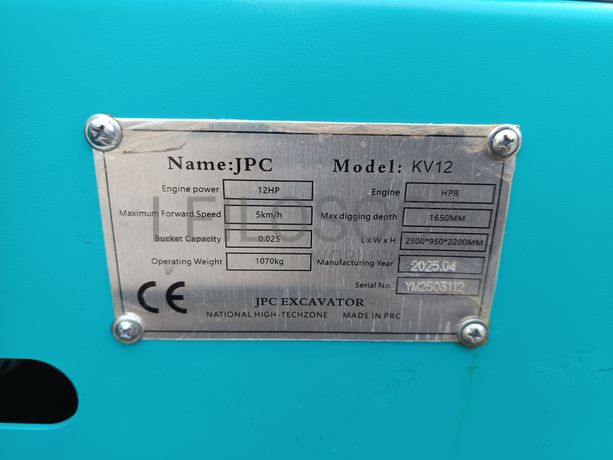 Name:JPC Model: KV12
Engine power 12HP Engine HPR
Maximum Forward Speed 5km/h Max digging depth 1650MM
Bucket Capacity 0.025 L x W x H 2500*950*2200MM
Operating Weight 1070kg Manufacturing Year 2025.04
Serial No. YM2503112
CE
JPC EXCAVATOR
NATIONAL HIGH-TECHZONE MADE IN PRC